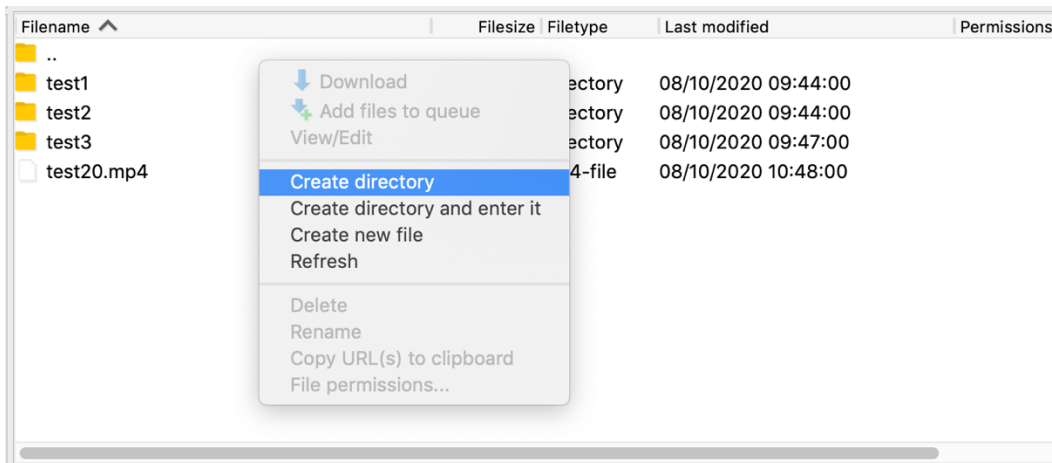 Filename Filesize Filetype Last modified Permissions
..
test1 ectory 08/10/2020 09:44:00
test2 ectory 08/10/2020 09:44:00
test3 ectory 08/10/2020 09:47:00
test20.mp4 4-file 08/10/2020 10:48:00
Download
Add files to queue
View/Edit
Create directory
Create directory and enter it
Create new file
Refresh
Delete
Rename
Copy URL(s) to clipboard
File permissions...